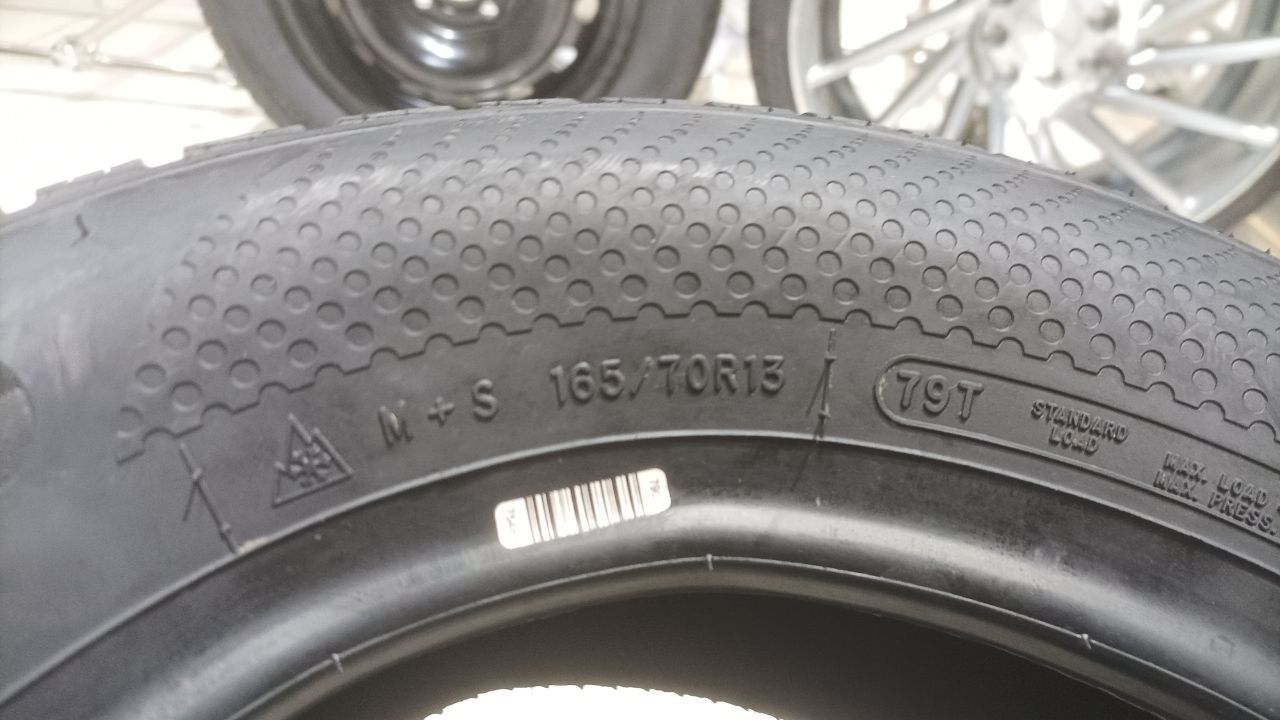 M + S 165/70R13
79T
STANDARD
LOAD
MAX. LOAD
MAX. PRESS.